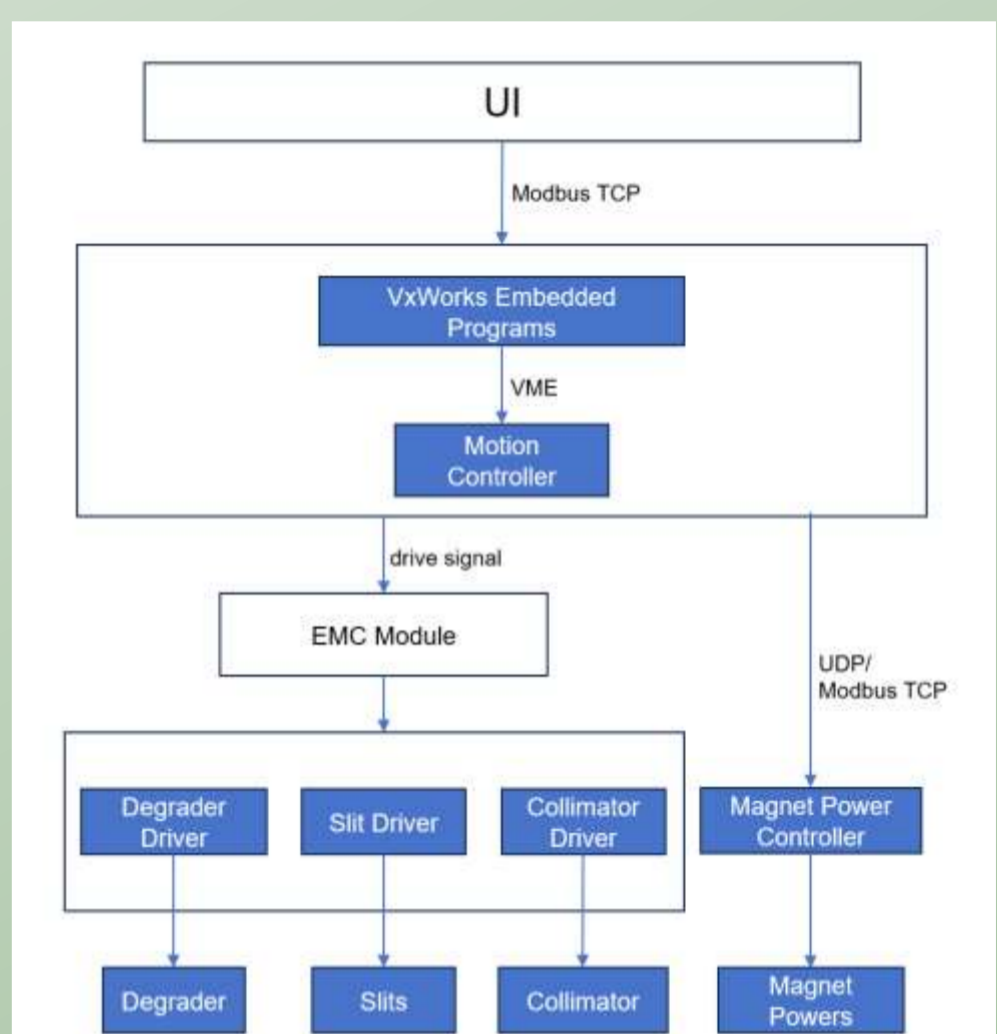 UI
Modbus TCP
VxWorks Embedded
Programs
VME
Motion
Controller
drive signal
EMC Module
UDP/
Modbus TCP
Degrader
Driver
Slit Driver
Collimator
Driver
Magnet Power
Controller
Degrader
Slits
Collimator
Magnet
Powers